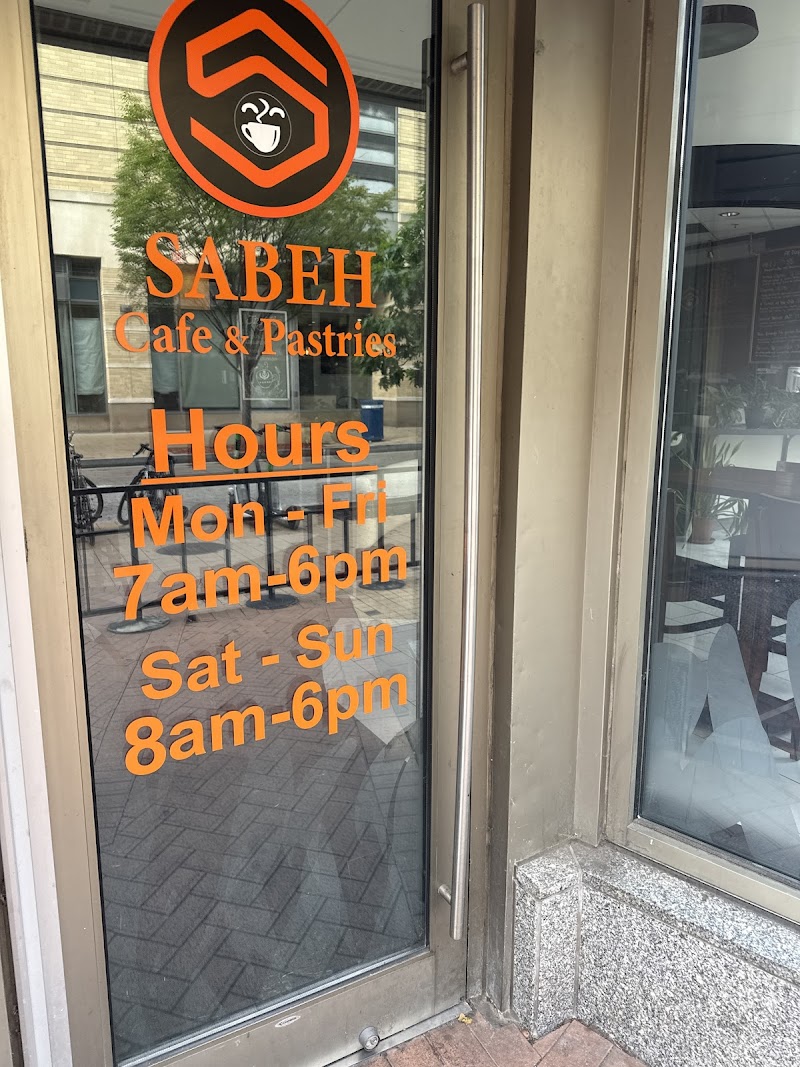 SABEH
Cafe & Pastries
Hours
Mon - Fri
7am-6pm
Sat - Sun
8am-6pm